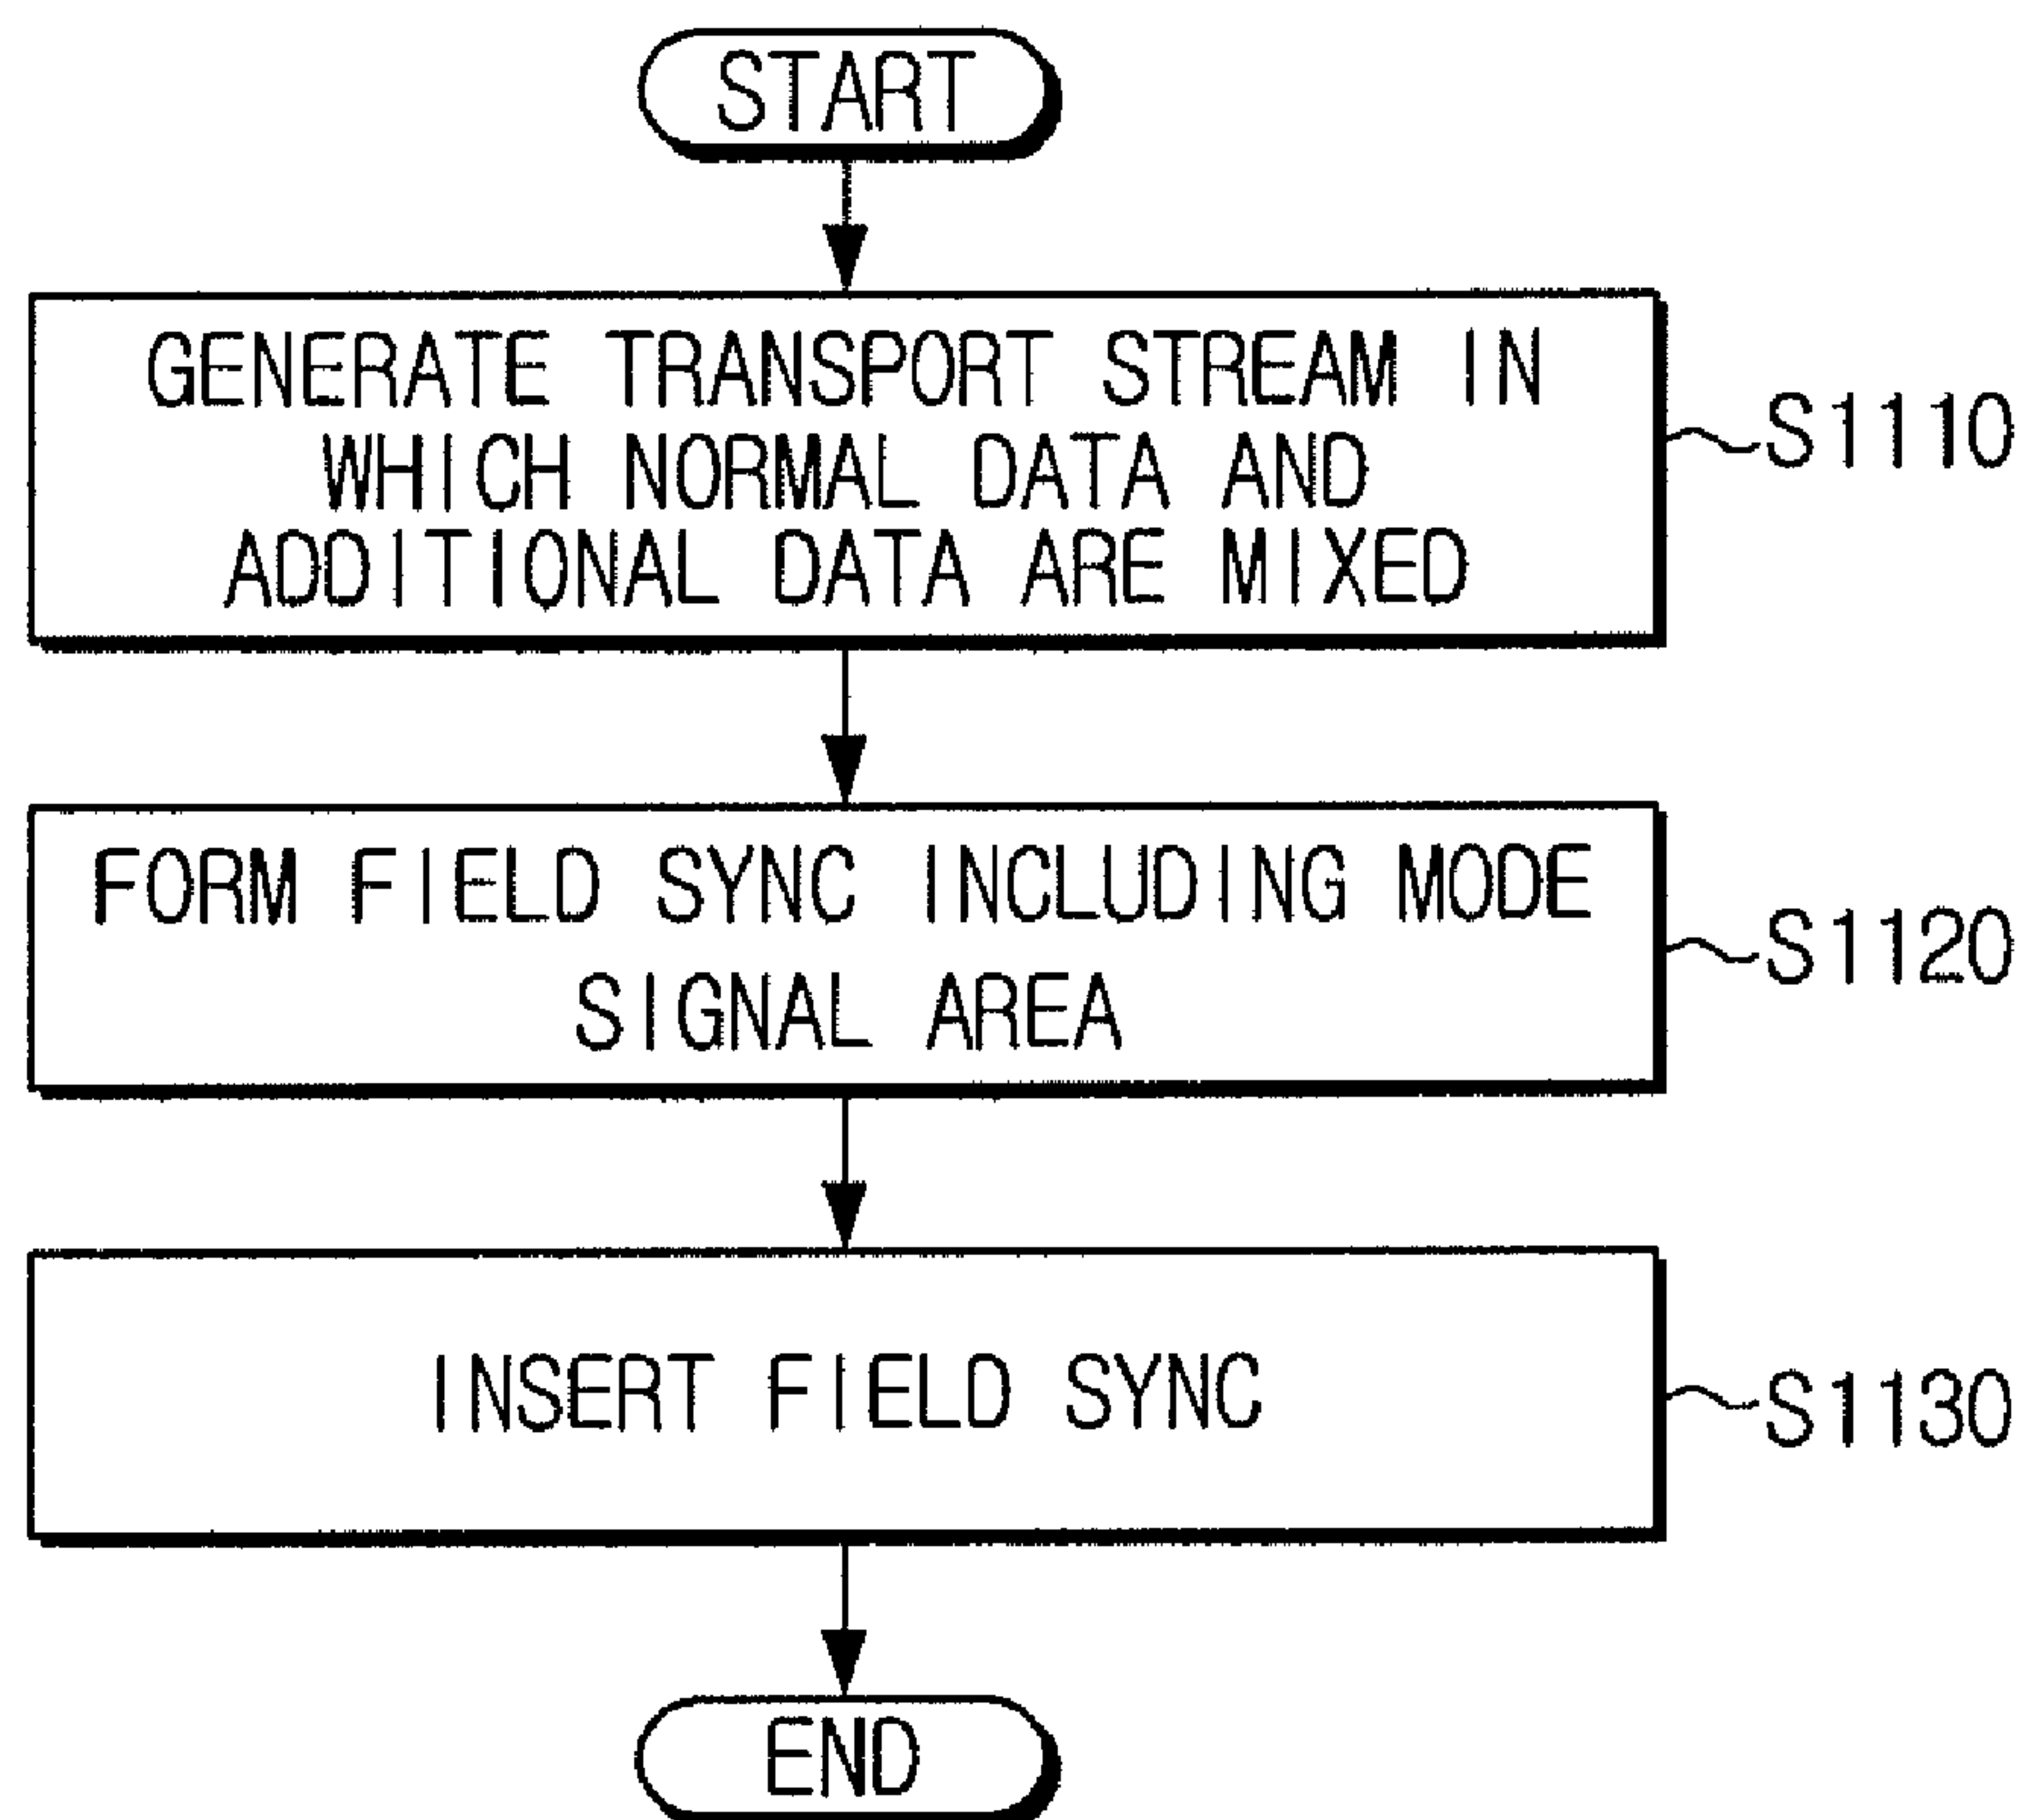 START
GENERATE TRANSPORT STREAM IN
WHICH NORMAL DATA AND
ADDITIONAL DATA ARE MIXED
S1110
FORM FIELD SYNC INCLUDING MODE
SIGNAL AREA
S1120
INSERT FIELD SYNC
S1130
END